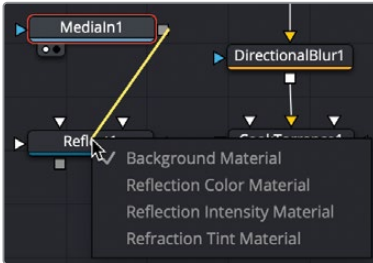 MediaIn1
DirectionalBlur1
Background Material
Reflection Color Material
Reflection Intensity Material
Refraction Tint Material